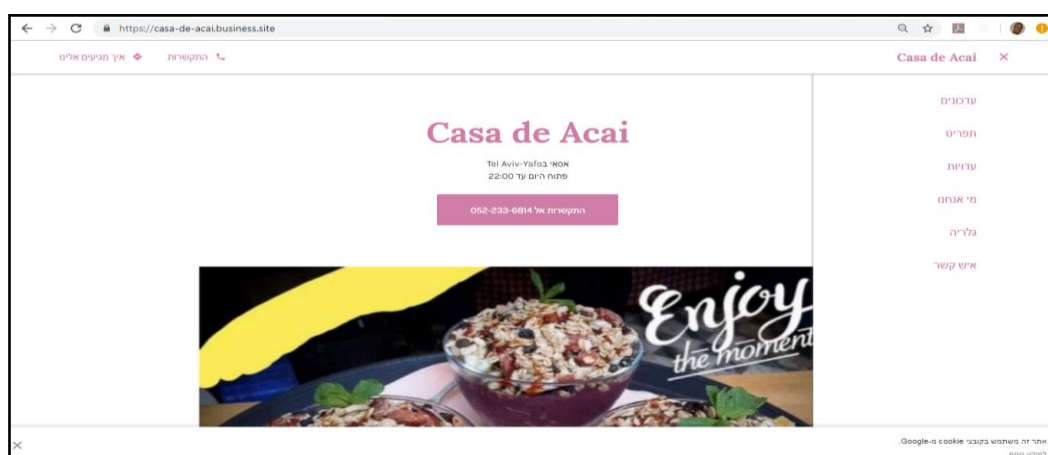 https://casa-de-acai.business.site
Casa de Acai
התקשרות
איך מגיעים אלינו
עדכונים
תפריט
עדויות
מי אנחנו
גלריה
איש קשר
Casa de Acai
אסאי בTel Aviv-Yafo
פתוח היום עד 22:00
התקשרות אל 052-233-6814
Enjoy
the moment
אתר זה משתמש בקובצי cookie מ-Google.